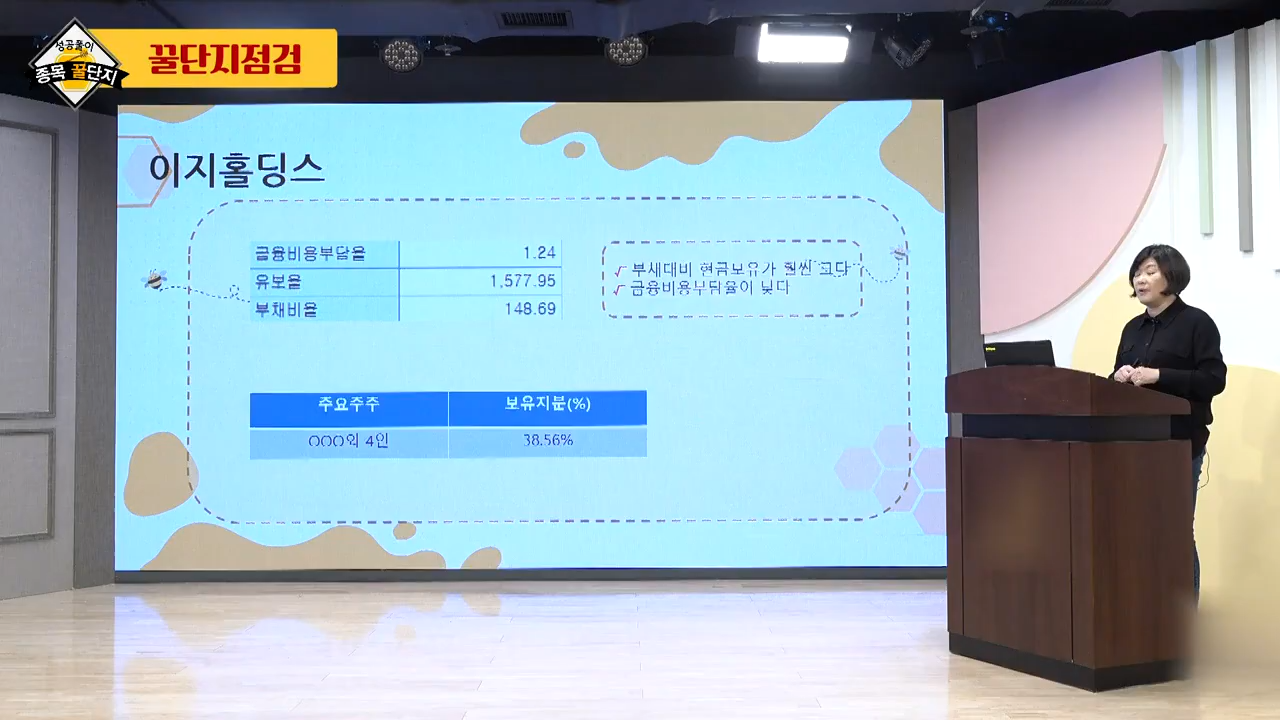 성공풀이
종목 꿀단지
꿀단지점검
이지홀딩스
금융비용부담율 1.24
유보율 1,577.95
부채비율 148.69
부채대비 현금보유가 훨씬 크다
금융비용부담율이 낮다
주요주주 보유지분(%)
OOO외 4인 38.56%